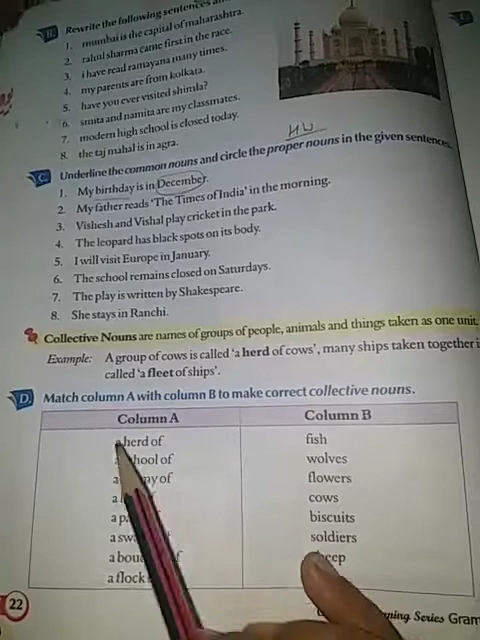 B. Rewrite the following sentences
1. mumbai is the capital of maharashtra.
2. rahul sharma came first in the race.
3. i have read ramayana many times.
4. my parents are from kolkata.
5. have you ever visited shimla?
6. smita and namita are my classmates.
7. modern high school is closed today.
8. the taj mahal is in agra.
HW
C. Underline the common nouns and circle the proper nouns in the given sentences.
1. My birthday is in December.
2. My father reads 'The Times of India' in the morning.
3. Vishesh and Vishal play cricket in the park.
4. The leopard has black spots on its body.
5. I will visit Europe in January.
6. The school remains closed on Saturdays.
7. The play is written by Shakespeare.
8. She stays in Ranchi.
Collective Nouns are names of groups of people, animals and things taken as one unit.
Example: A group of cows is called 'a herd of cows', many ships taken together i
called 'a fleet of ships'.
D. Match column A with column B to make correct collective nouns.
Column A Column B
a herd of fish
of wolves
a of flowers
a cows
a biscuits
a soldiers
a
a flock
22
Series Gram